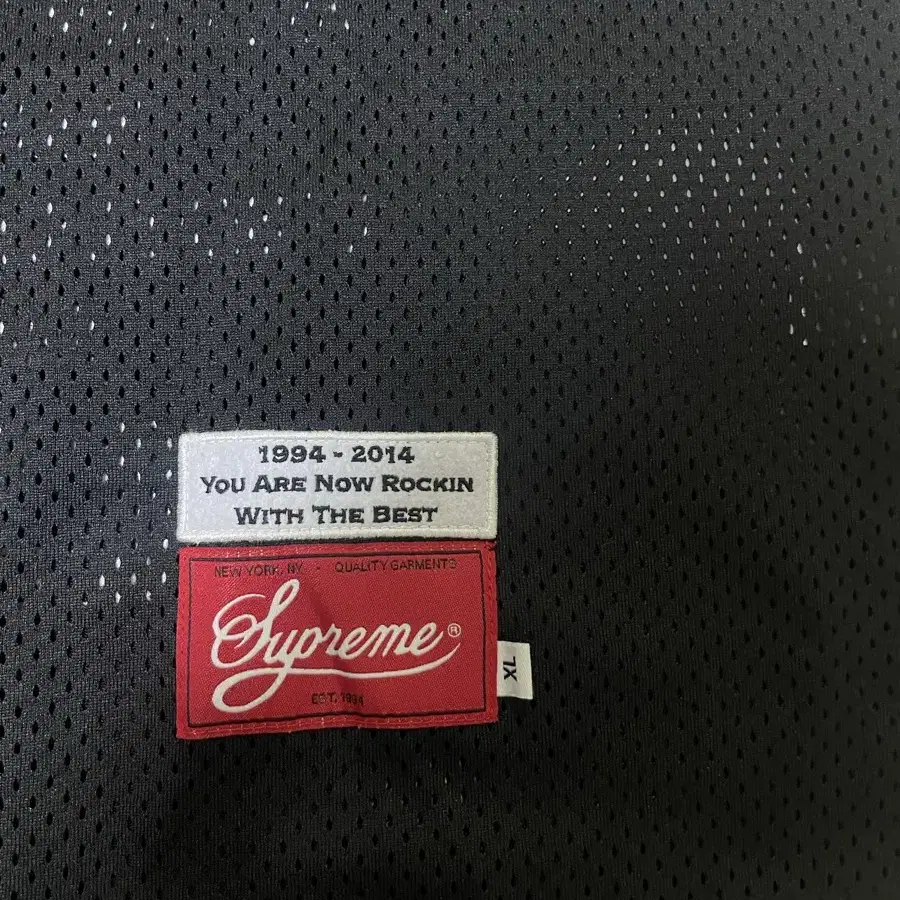 1994 - 2014
YOU ARE NOW ROCKIN
WITH THE BEST
NEW YORK, NY. · QUALITY GARMENTS
Supreme®
EST. 1994
XL